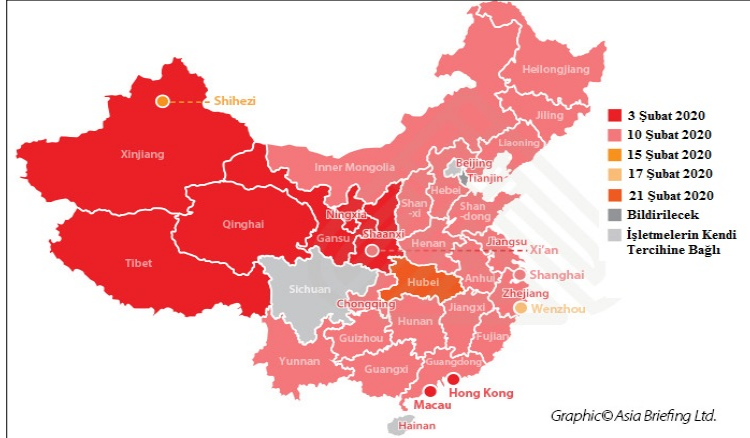 Heilongjiang
Jiling
Liaoning
Shihezi
Xinjiang
Inner Mongolia
Beijing
Tianjin
Hebei
Shan
-xi
Shan
-dong
Ningxia
Qinghai
Gansu
Shaanxi
Henan
Jiangsu
Xi'an
Tibet
Sichuan
Hubei
Anhui
Shanghai
Chongqing
Zhejiang
Wenzhou
Hunan
Jiangxi
Guizhou
Fujian
Yunnan
Guangxi
Guangdong
Hong Kong
Macau
Hainan
3 Şubat 2020
10 Şubat 2020
15 Şubat 2020
17 Şubat 2020
21 Şubat 2020
Bildirilecek
İşletmelerin Kendi
Tercihine Bağlı
Graphic© Asia Briefing Ltd.